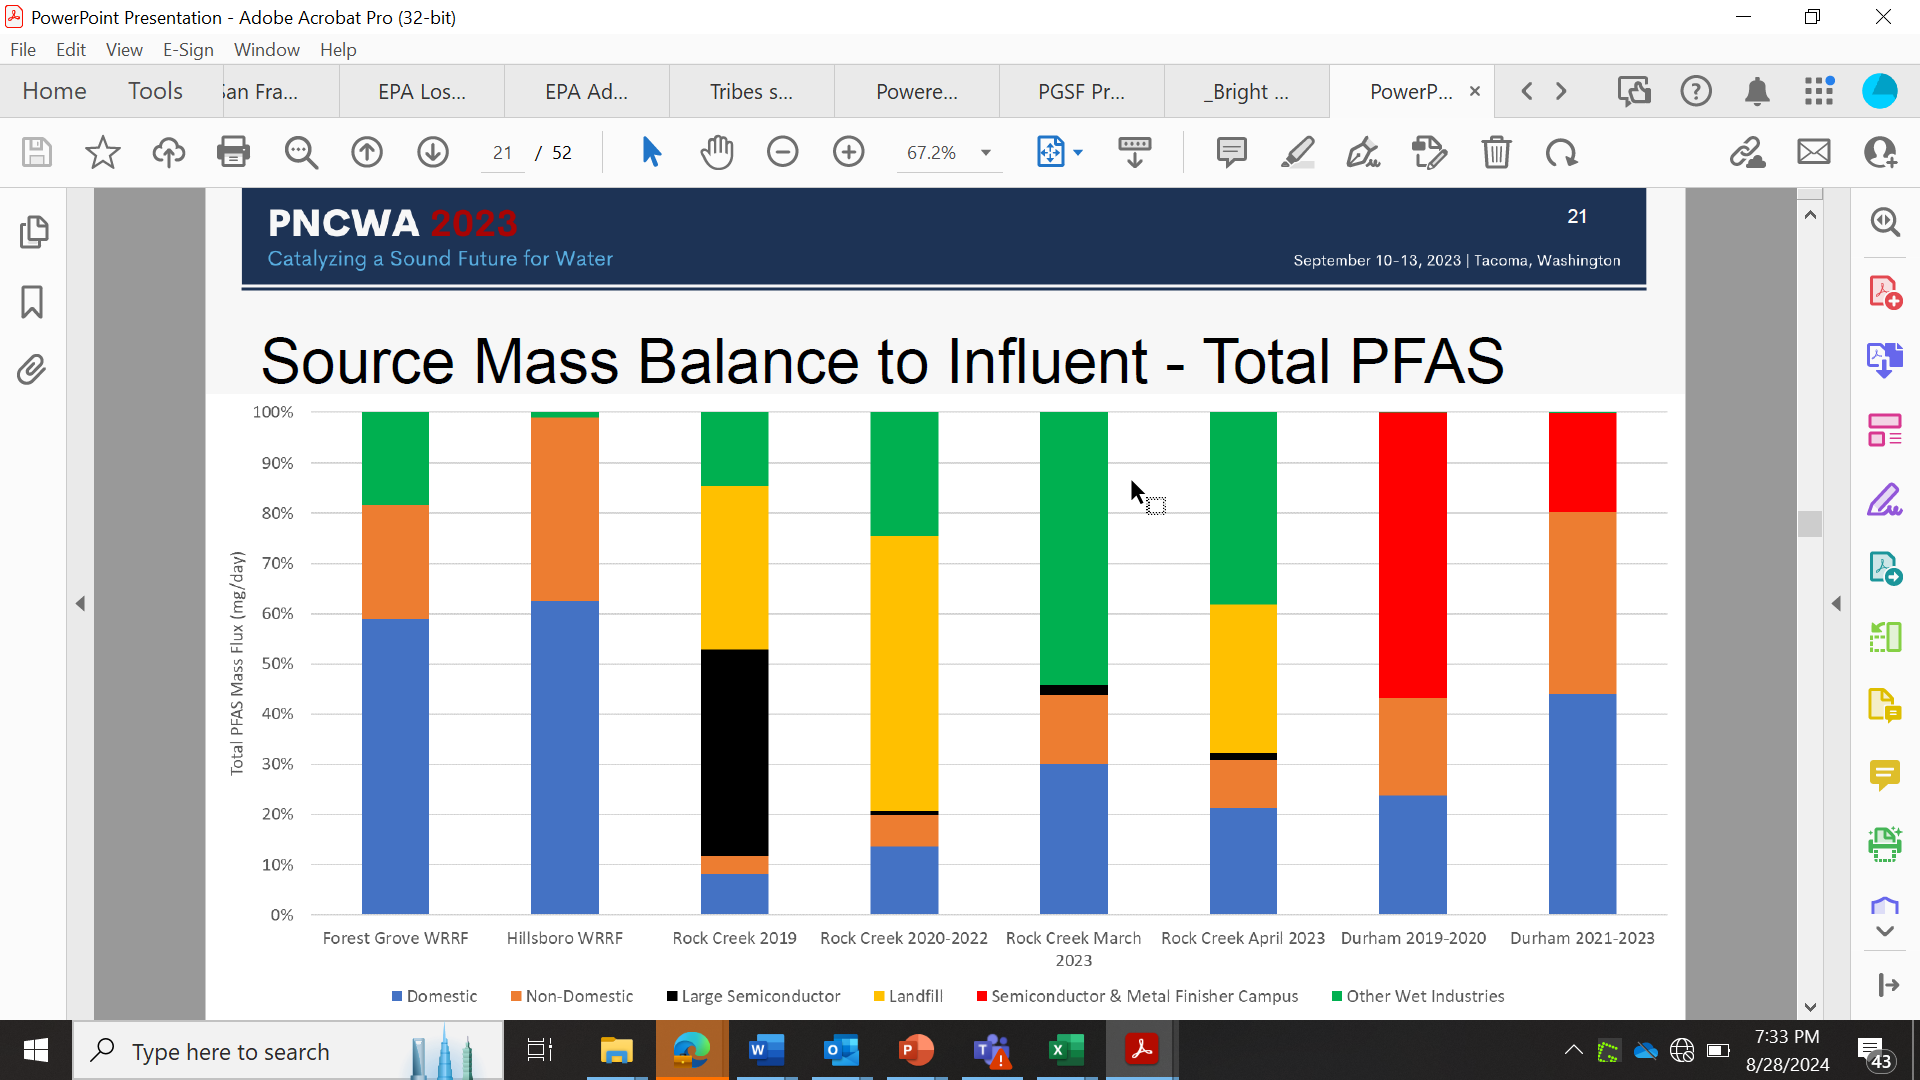 PowerPoint Presentation - Adobe Acrobat Pro (32-bit)
File Edit View E-Sign Window Help
Home Tools San Fra... EPA Los... EPA Ad... Tribes s... Powere... PGSF Pr... _Bright ... PowerP... ×
21 / 52 67.2%
PNCWA 2023 21
Catalyzing a Sound Future for Water September 10-13, 2023 | Tacoma, Washington
Source Mass Balance to Influent - Total PFAS
Total PFAS Mass Flux (mg/day)
100%
90%
80%
70%
60%
50%
40%
30%
20%
10%
0%
Forest Grove WRRF Hillsboro WRRF Rock Creek 2019 Rock Creek 2020-2022 Rock Creek March Rock Creek April 2023 Durham 2019-2020 Durham 2021-2023
2023
Domestic Non-Domestic Large Semiconductor Landfill Semiconductor & Metal Finisher Campus Other Wet Industries
Type here to search
7:33 PM
8/28/2024
43